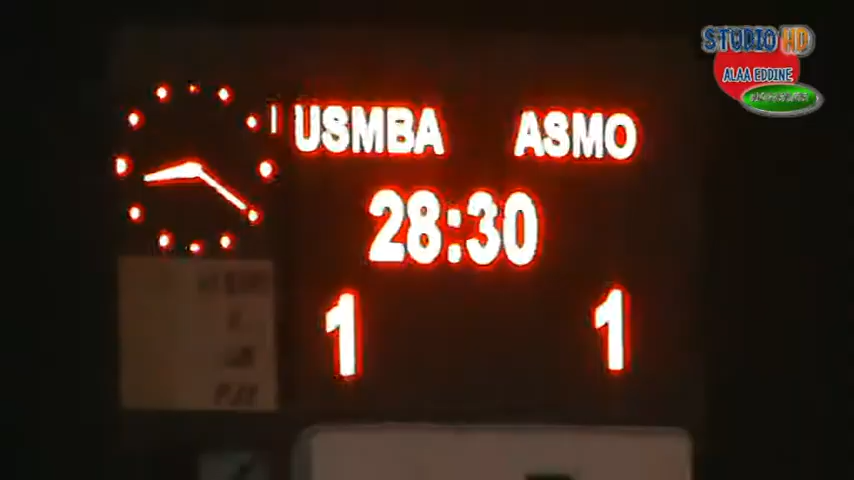 STUDIO HD
ALAA EDDINE
USMBA ASMO
28:30
1 1